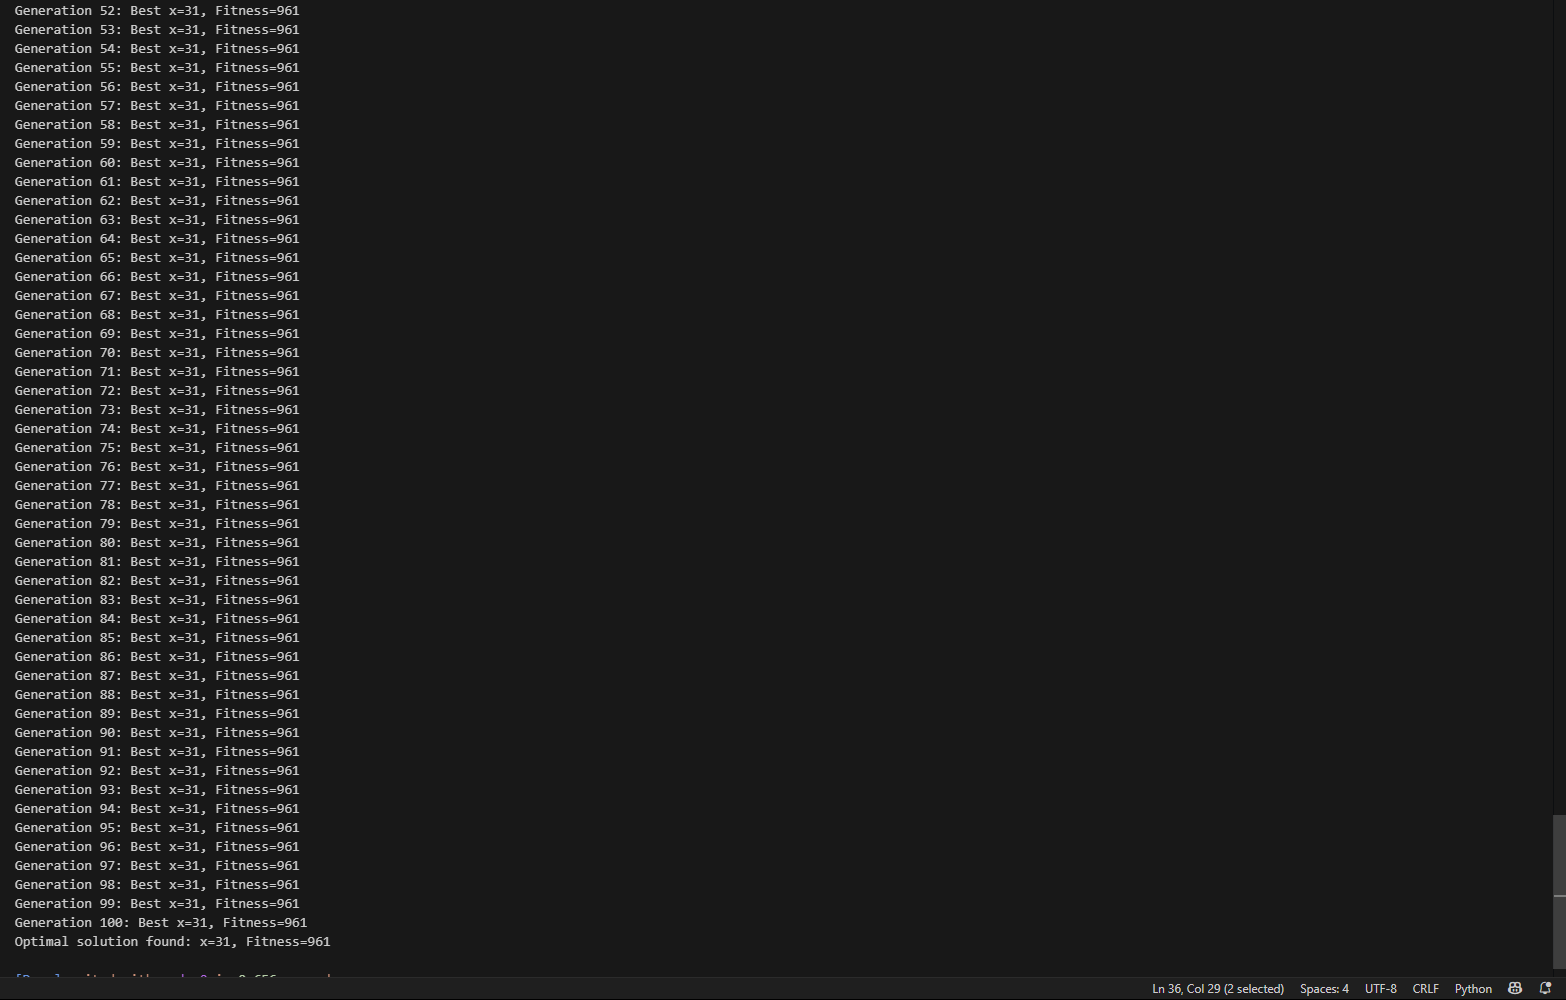 Generation 52: Best x=31, Fitness=961
Generation 53: Best x=31, Fitness=961
Generation 54: Best x=31, Fitness=961
Generation 55: Best x=31, Fitness=961
Generation 56: Best x=31, Fitness=961
Generation 57: Best x=31, Fitness=961
Generation 58: Best x=31, Fitness=961
Generation 59: Best x=31, Fitness=961
Generation 60: Best x=31, Fitness=961
Generation 61: Best x=31, Fitness=961
Generation 62: Best x=31, Fitness=961
Generation 63: Best x=31, Fitness=961
Generation 64: Best x=31, Fitness=961
Generation 65: Best x=31, Fitness=961
Generation 66: Best x=31, Fitness=961
Generation 67: Best x=31, Fitness=961
Generation 68: Best x=31, Fitness=961
Generation 69: Best x=31, Fitness=961
Generation 70: Best x=31, Fitness=961
Generation 71: Best x=31, Fitness=961
Generation 72: Best x=31, Fitness=961
Generation 73: Best x=31, Fitness=961
Generation 74: Best x=31, Fitness=961
Generation 75: Best x=31, Fitness=961
Generation 76: Best x=31, Fitness=961
Generation 77: Best x=31, Fitness=961
Generation 78: Best x=31, Fitness=961
Generation 79: Best x=31, Fitness=961
Generation 80: Best x=31, Fitness=961
Generation 81: Best x=31, Fitness=961
Generation 82: Best x=31, Fitness=961
Generation 83: Best x=31, Fitness=961
Generation 84: Best x=31, Fitness=961
Generation 85: Best x=31, Fitness=961
Generation 86: Best x=31, Fitness=961
Generation 87: Best x=31, Fitness=961
Generation 88: Best x=31, Fitness=961
Generation 89: Best x=31, Fitness=961
Generation 90: Best x=31, Fitness=961
Generation 91: Best x=31, Fitness=961
Generation 92: Best x=31, Fitness=961
Generation 93: Best x=31, Fitness=961
Generation 94: Best x=31, Fitness=961
Generation 95: Best x=31, Fitness=961
Generation 96: Best x=31, Fitness=961
Generation 97: Best x=31, Fitness=961
Generation 98: Best x=31, Fitness=961
Generation 99: Best x=31, Fitness=961
Generation 100: Best x=31, Fitness=961
Optimal solution found: x=31, Fitness=961
Ln 36, Col 29 (2 selected) Spaces: 4 UTF-8 CRLF Python